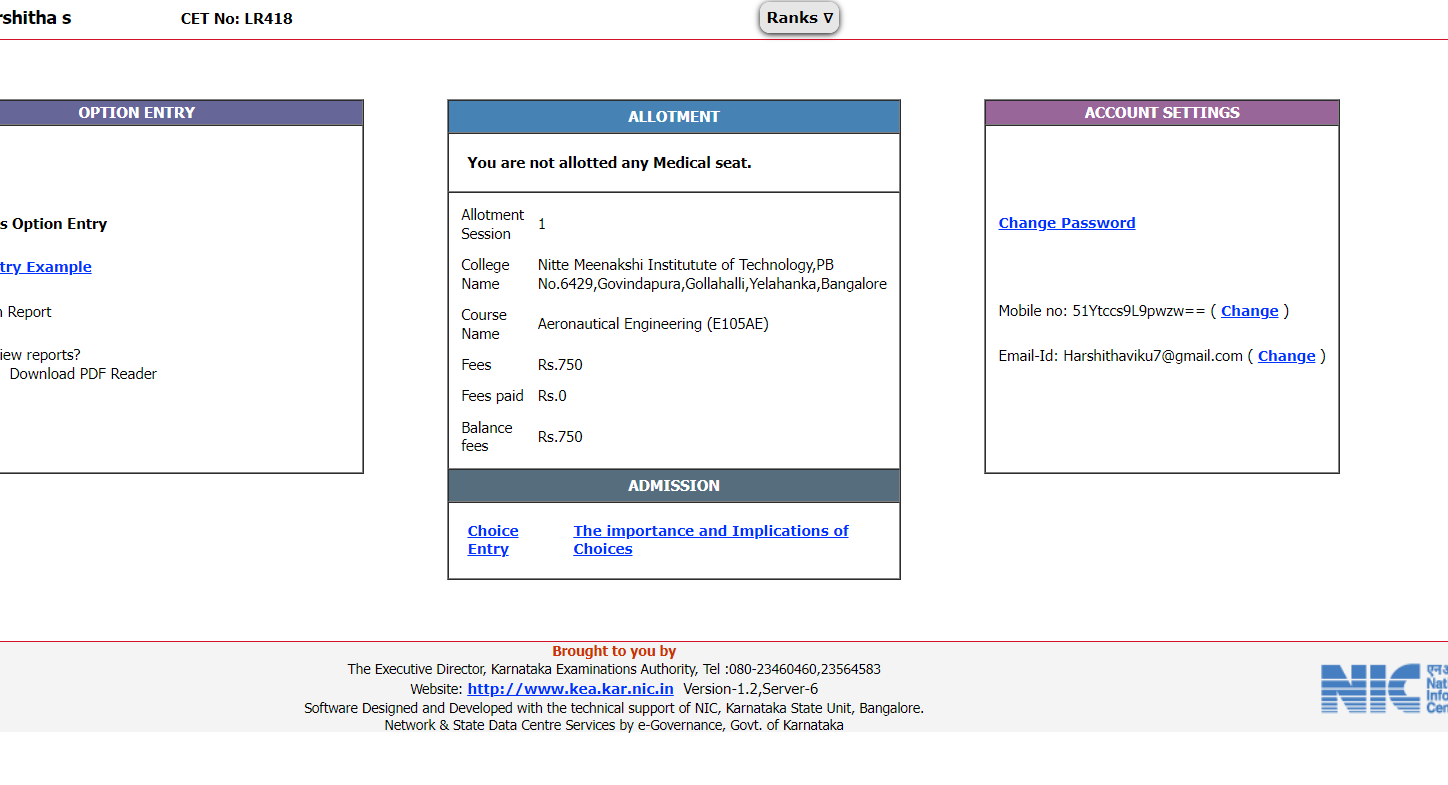 rshitha s
CET No: LR418
Ranks ∇
OPTION ENTRY
s Option Entry
try Example
n Report
iew reports?
Download PDF Reader
ALLOTMENT
You are not allotted any Medical seat.
Allotment
Session
1
College
Name
Nitte Meenakshi Institutute of Technology,PB
No.6429,Govindapura,Gollahalli,Yelahanka,Bangalore
Course
Name
Aeronautical Engineering (E105AE)
Fees
Rs.750
Fees paid
Rs.0
Balance
fees
Rs.750
ADMISSION
Choice
Entry
The importance and Implications of
Choices
ACCOUNT SETTINGS
Change Password
Mobile no: 51Ytccs9L9pwzw== ( Change )
Email-Id: Harshithaviku7@gmail.com ( Change )
Brought to you by
The Executive Director, Karnataka Examinations Authority, Tel :080-23460460,23564583
Website: http://www.kea.kar.nic.in Version-1.2,Server-6
Software Designed and Developed with the technical support of NIC, Karnataka State Unit, Bangalore.
Network & State Data Centre Services by e-Governance, Govt. of Karnataka
NIC
Nat
Info
Cen